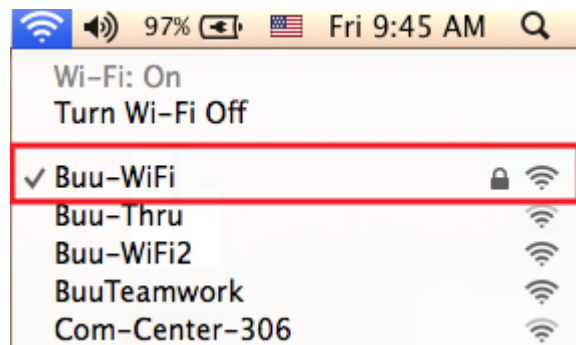 97% Fri 9:45 AM
Wi-Fi: On
Turn Wi-Fi Off
Buu-WiFi
Buu-Thru
Buu-WiFi2
BuuTeamwork
Com-Center-306